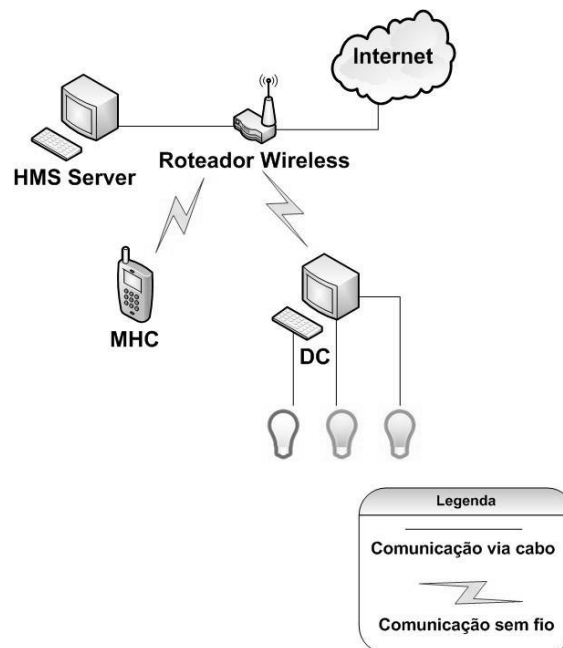 Internet
HMS Server
Roteador Wireless
MHC
DC
Legenda
Comunicação via cabo
Comunicação sem fio